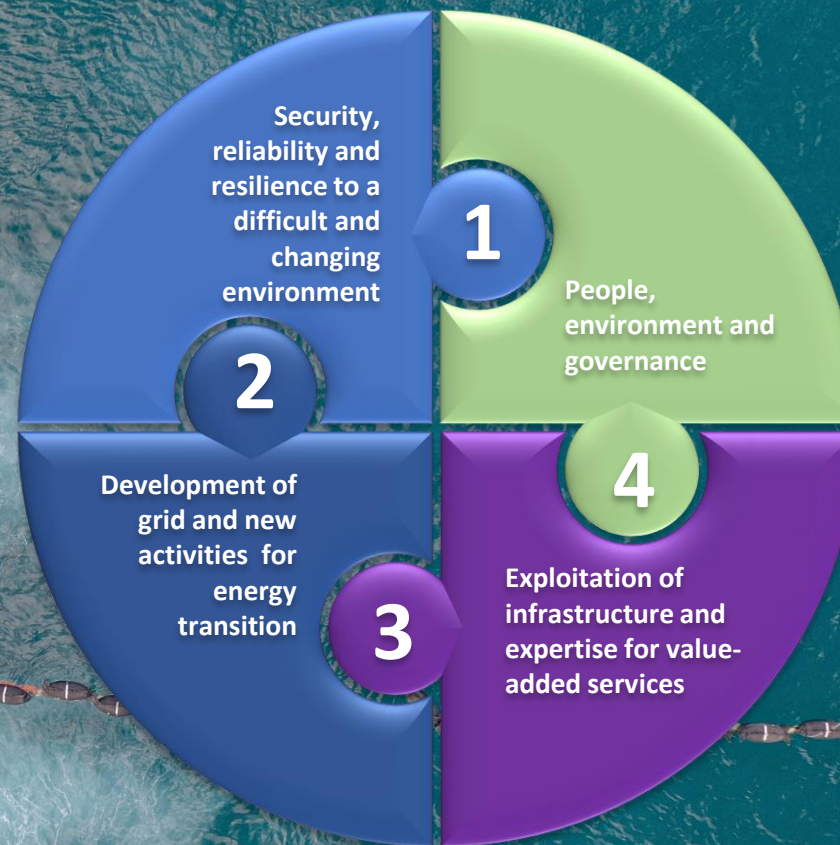 1
Security,
reliability and
resilience to a
difficult and
changing
environment
2
Development of
grid and new
activities for
energy
transition
3
Exploitation of
infrastructure and
expertise for value-
added services
4
People,
environment and
governance